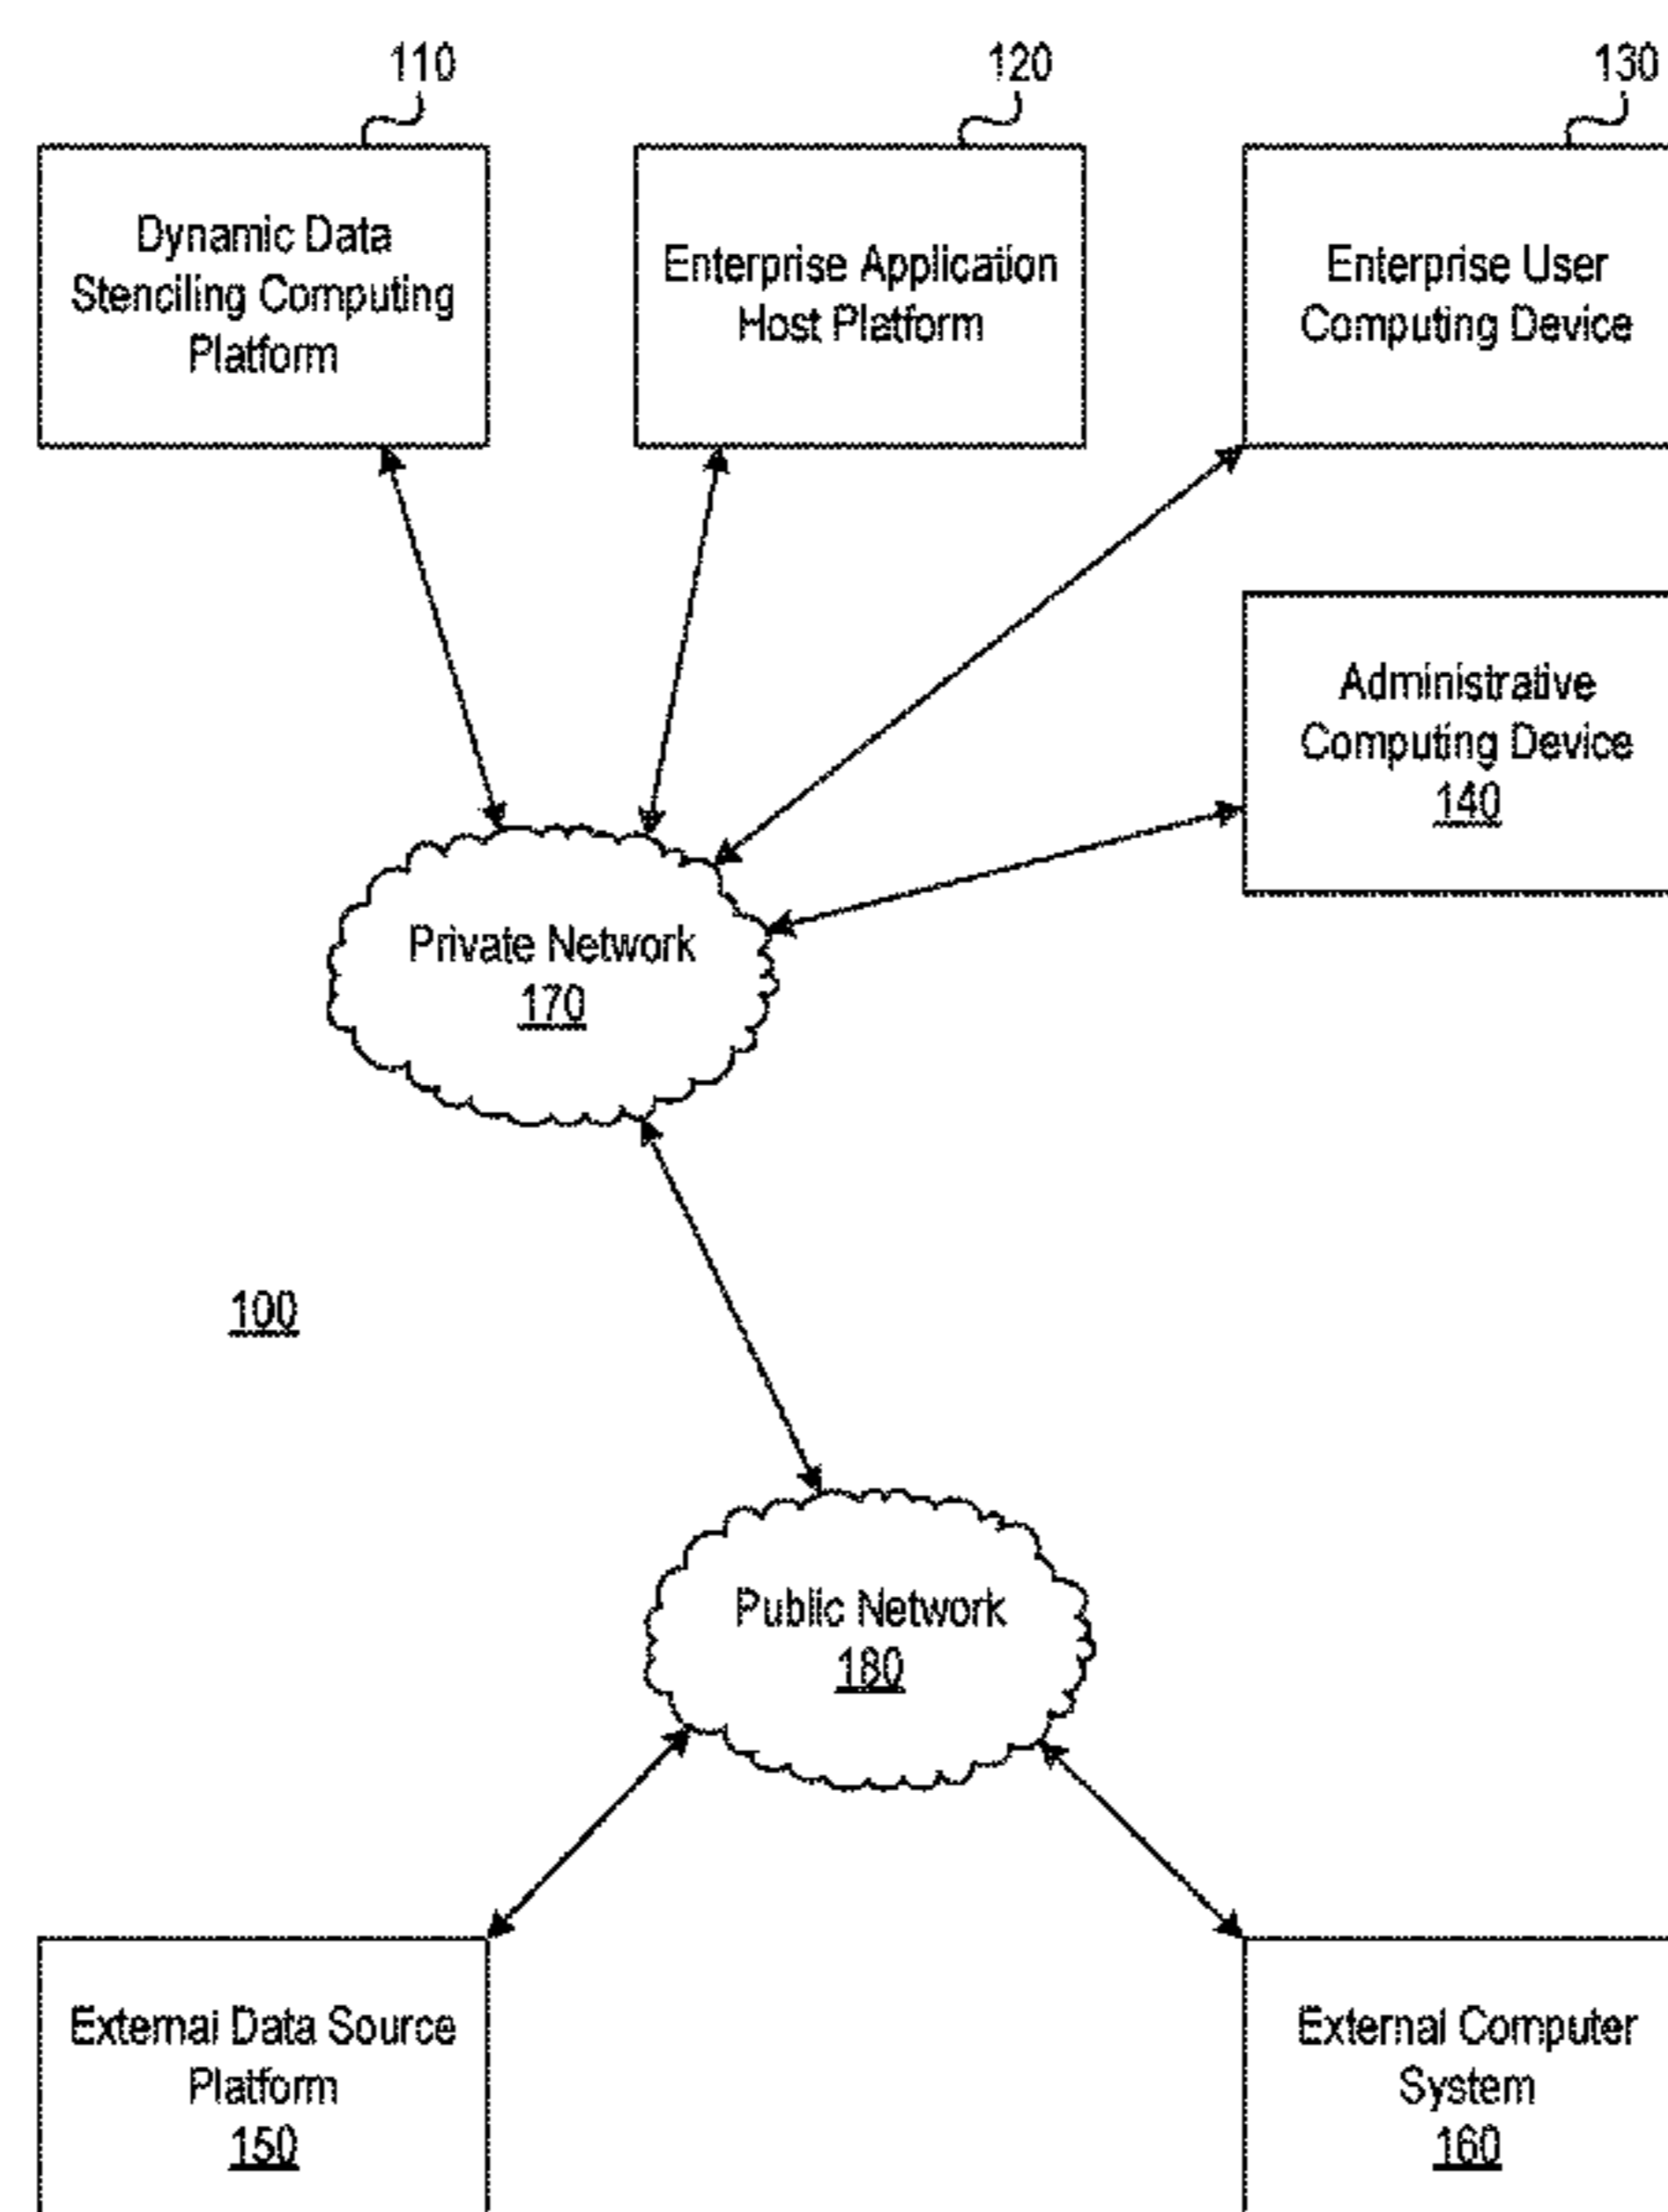 110
120
130
Dynamic Data
Stenciling Computing
Platform
Enterprise Application
Host Platform
Enterprise User
Computing Device
Administrative
Computing Device
140
Private Network
170
100
Public Network
180
External Data Source
Platform
150
External Computer
System
160